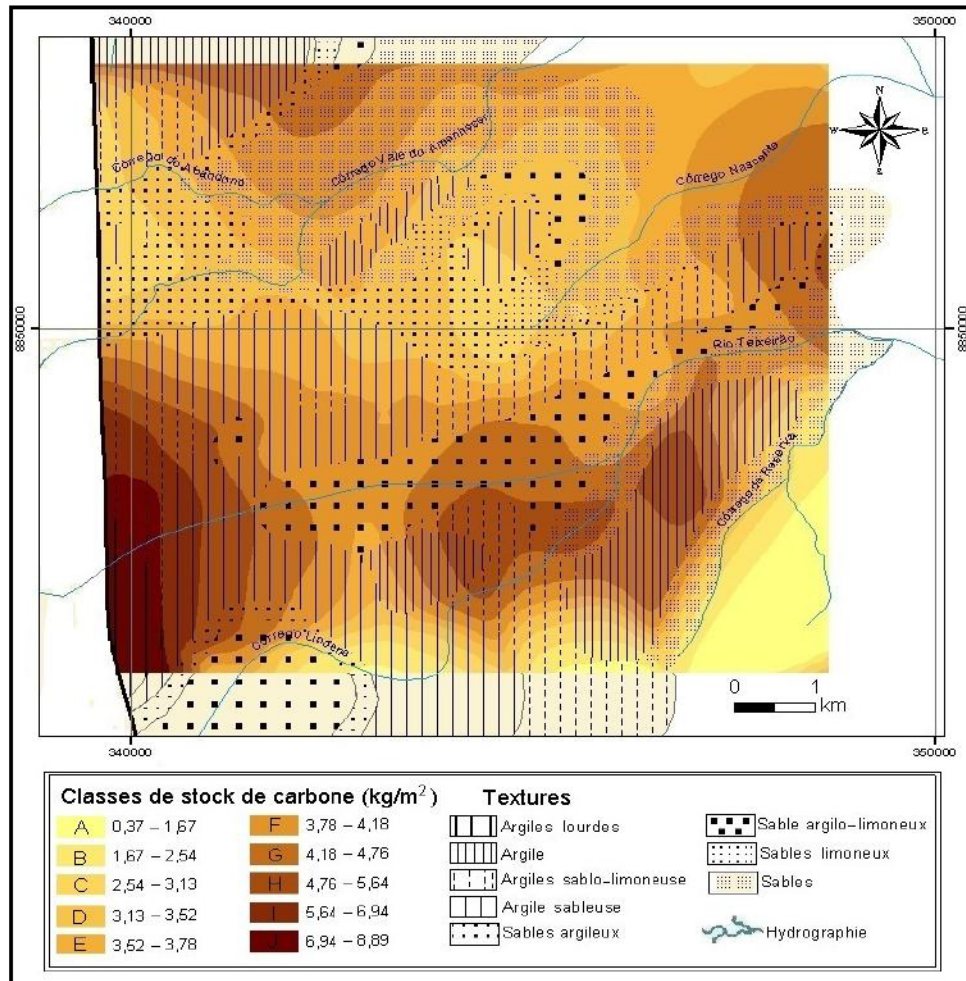 340000
350000
N
W
E
S
Córrego do Abandono
Córrego Vale do Amanhecer
Córrego Nascente
8860000
8860000
Rio Teixeirão
Córrego da Reserva
Córrego Lindena
0 1
km
340000
350000
Classes de stock de carbone (kg/m²)
A 0,37 – 1,67
B 1,67 – 2,54
C 2,54 – 3,13
D 3,13 – 3,52
E 3,52 – 3,78
F 3,78 – 4,18
G 4,18 – 4,76
H 4,76 – 5,64
I 5,64 – 6,94
J 6,94 – 8,89
Textures
Argiles lourdes
Argile
Argiles sablo-limoneuse
Argile sableuse
Sables argileux
Sable argilo-limoneux
Sables limoneux
Sables
Hydrographie